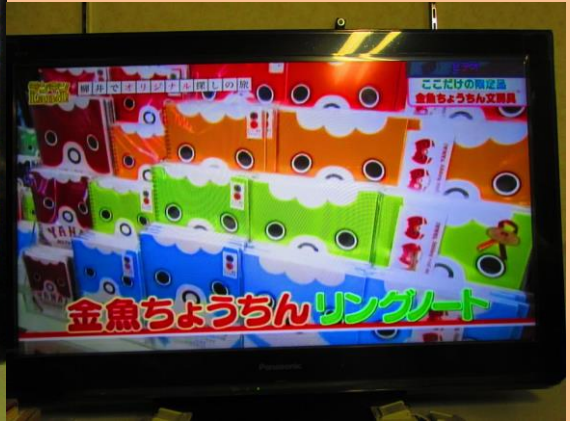 柳井でオリジナル探しの旅
ここだけの限定品
金魚ちょうちん文房具
金魚ちょうちんリングノート
Panasonic